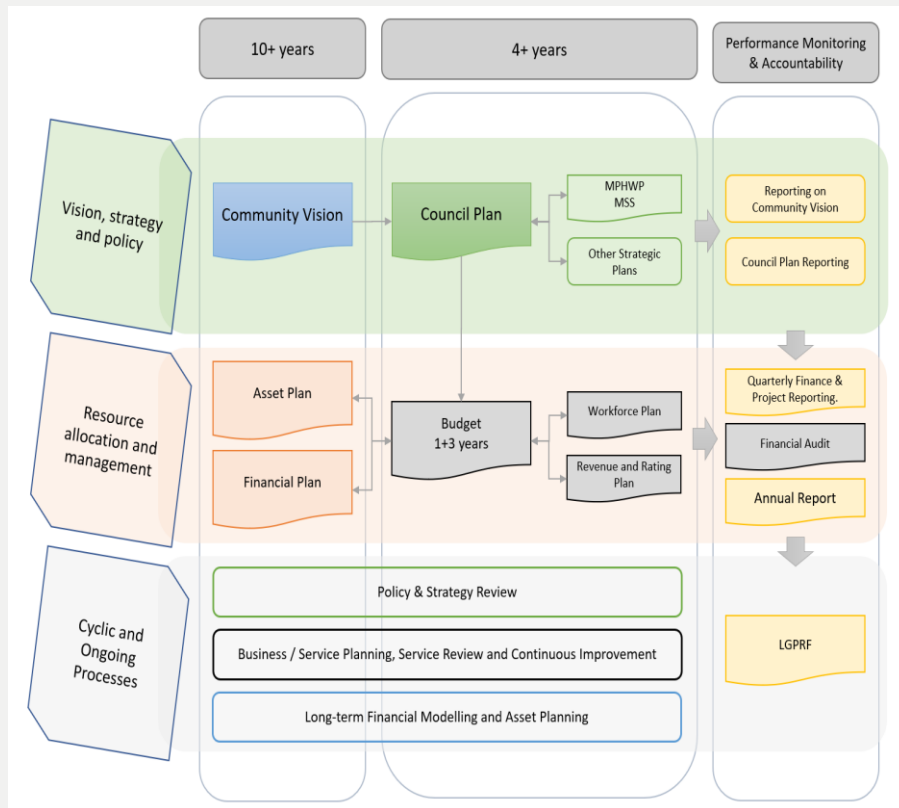 10+ years
4+ years
Performance Monitoring
& Accountability
Vision, strategy
and policy
Community Vision
Council Plan
MPHWP
MSS
Other Strategic
Plans
Reporting on
Community Vision
Council Plan Reporting
Resource
allocation and
management
Asset Plan
Financial Plan
Budget
1+3 years
Workforce Plan
Revenue and Rating
Plan
Quarterly Finance &
Project Reporting.
Financial Audit
Annual Report
Cyclic and
Ongoing
Processes
Policy & Strategy Review
Business / Service Planning, Service Review and Continuous Improvement
Long-term Financial Modelling and Asset Planning
LGPRF